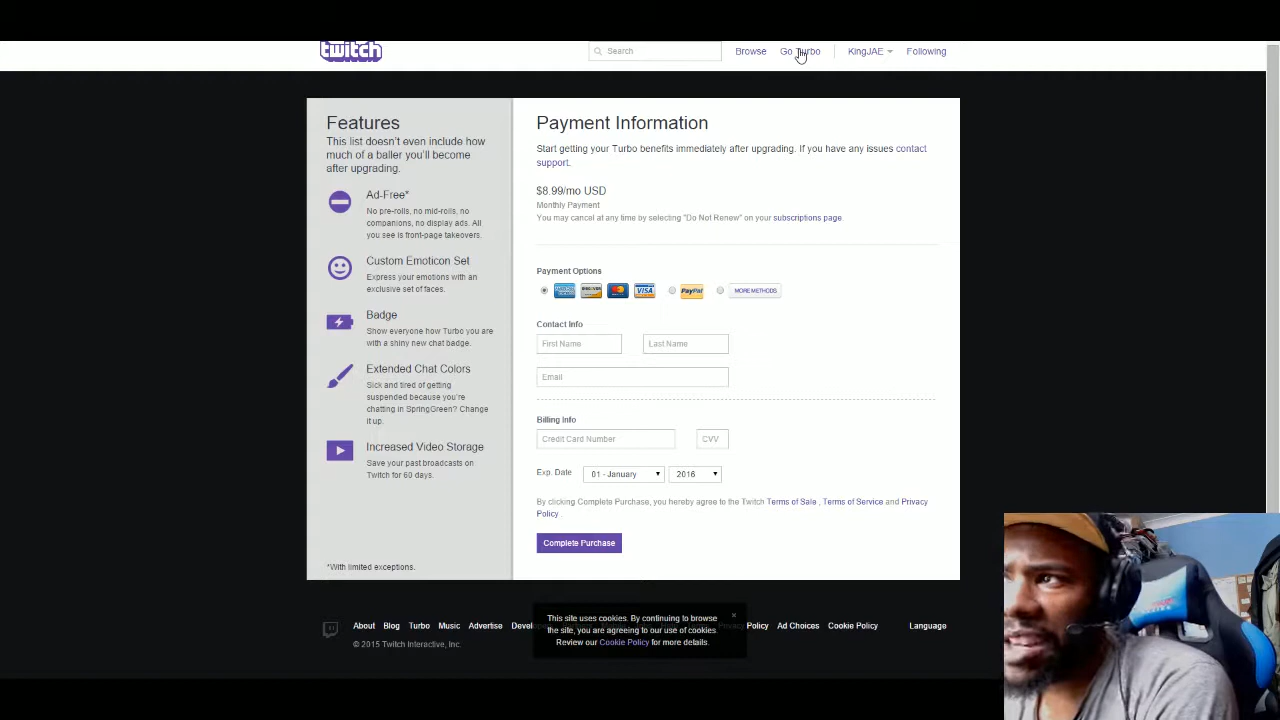 twitch
Search
Browse
Go Turbo
KingJAE
Following
Features
This list doesn't even include how
much of a baller you'll become
after upgrading.
Ad-Free*
No pre-rolls, no mid-rolls, no
companions, no display ads. All
you see is front-page takeovers.
Custom Emoticon Set
Express your emotions with an
exclusive set of faces.
Badge
Show everyone how Turbo you are
with a shiny new chat badge.
Extended Chat Colors
Sick and tired of getting
suspended because you're
chatting in SpringGreen? Change
it up.
Increased Video Storage
Save your past broadcasts on
Twitch for 60 days.
*With limited exceptions.
Payment Information
Start getting your Turbo benefits immediately after upgrading. If you have any issues contact
support.
$8.99/mo USD
Monthly Payment
You may cancel at any time by selecting "Do Not Renew" on your subscriptions page.
Payment Options
VISA
PayPal
MORE METHODS
Contact Info
First Name
Last Name
Email
Billing Info
Credit Card Number
CVV
Exp. Date
01 - January
2016
By clicking Complete Purchase, you hereby agree to the Twitch Terms of Sale , Terms of Service and Privacy
Policy .
Complete Purchase
This site uses cookies. By continuing to browse
the site, you are agreeing to our use of cookies.
Review our Cookie Policy for more details.
×
About
Blog
Turbo
Music
Advertise
Policy
Ad Choices
Cookie Policy
Language
© 2015 Twitch Interactive, Inc.